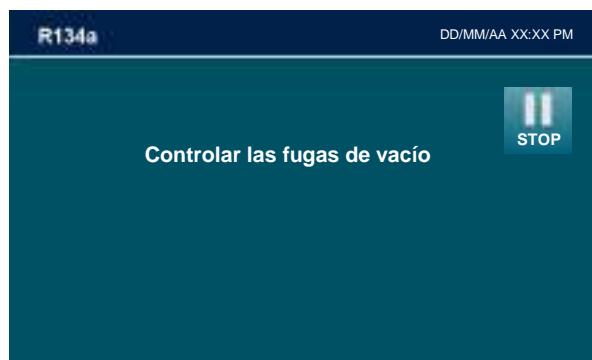 R134a
DD/MM/AA XX:XX PM
STOP
Controlar las fugas de vacío